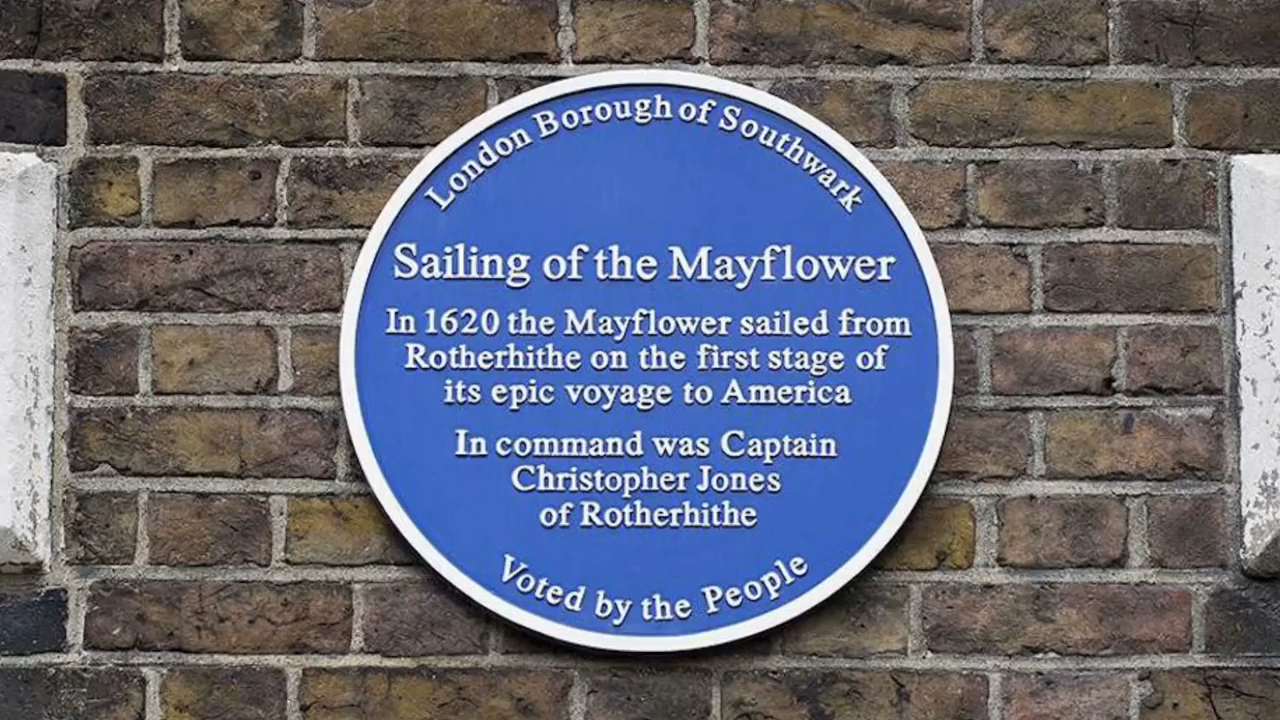 London Borough of Southwark
Sailing of the Mayflower
In 1620 the Mayflower sailed from
Rotherhithe on the first stage of
its epic voyage to America
In command was Captain
Christopher Jones
of Rotherhithe
Voted by the People